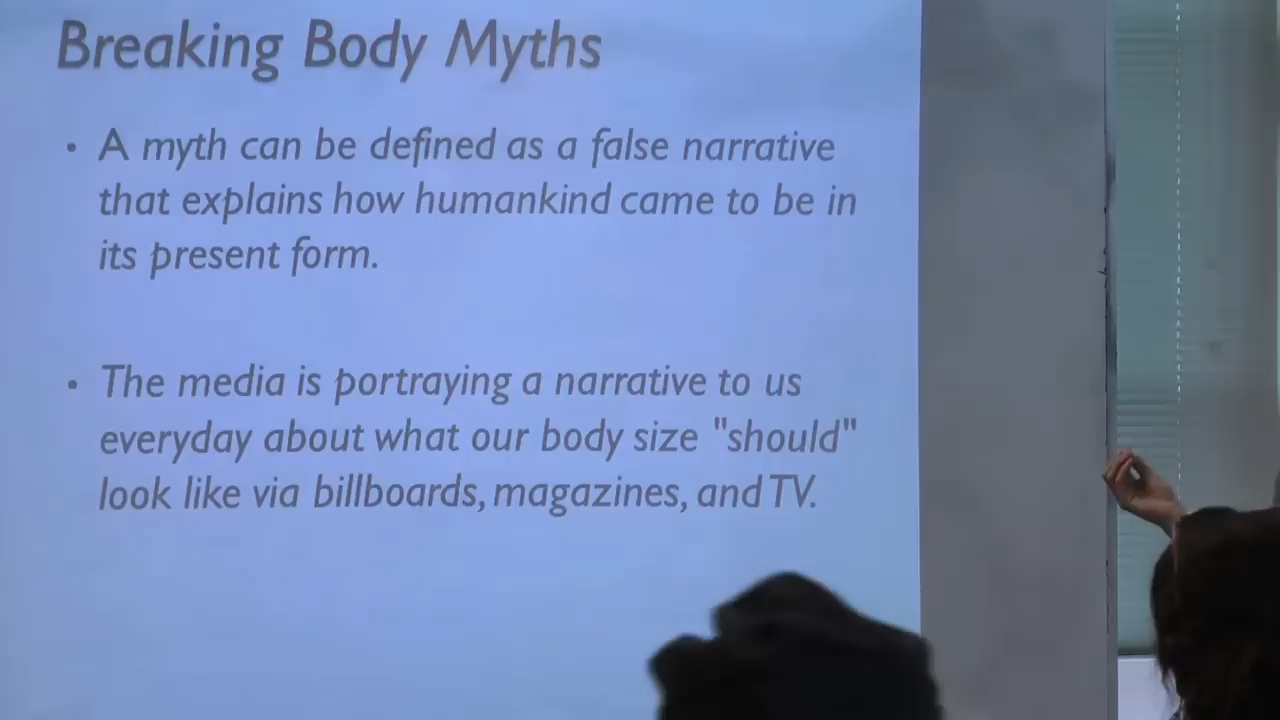 Breaking Body Myths
• A myth can be defined as a false narrative
that explains how humankind came to be in
its present form.
• The media is portraying a narrative to us
everyday about what our body size "should"
look like via billboards, magazines, and TV.